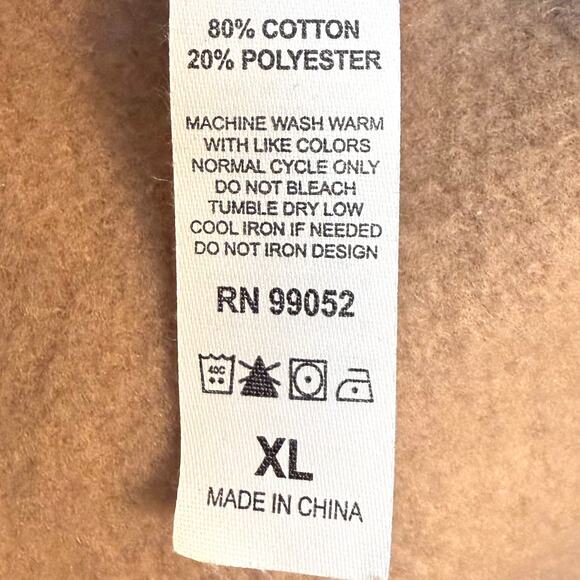 80% COTTON
20% POLYESTER
MACHINE WASH WARM
WITH LIKE COLORS
NORMAL CYCLE ONLY
DO NOT BLEACH
TUMBLE DRY LOW
COOL IRON IF NEEDED
DO NOT IRON DESIGN
RN 99052
40C
XL
MADE IN CHINA